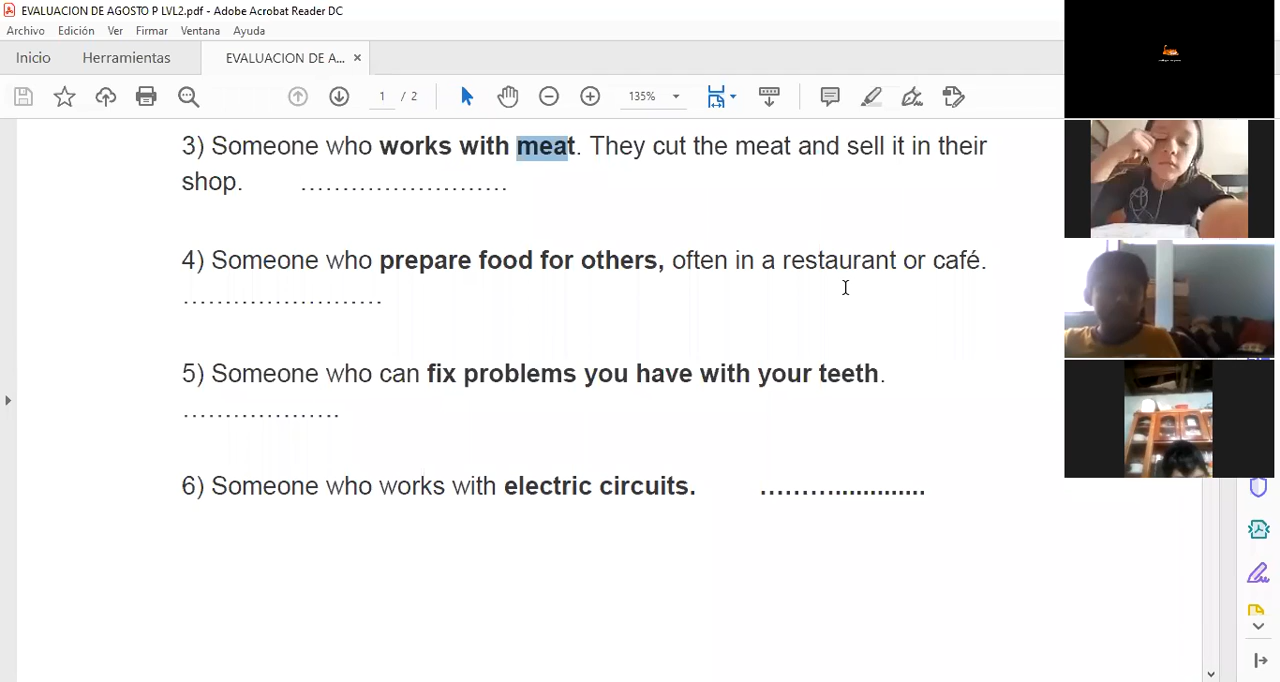 EVALUACION DE AGOSTO P LVL2.pdf - Adobe Acrobat Reader DC
Archivo Edición Ver Firmar Ventana Ayuda
Inicio Herramientas EVALUACION DE A... ×
1 / 2 135%
3) Someone who works with meat. They cut the meat and sell it in their
shop. ............................
4) Someone who prepare food for others, often in a restaurant or café.
...........................
5) Someone who can fix problems you have with your teeth.
......................
6) Someone who works with electric circuits. ......................